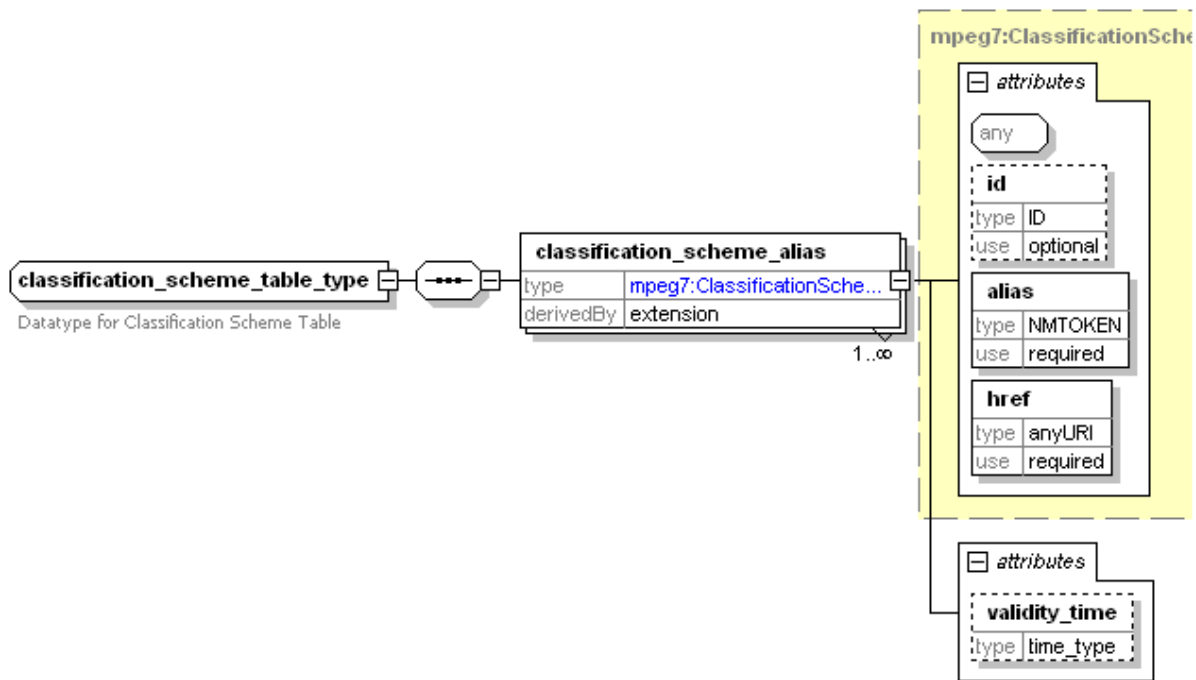 mpeg7:ClassificationSche
attributes
any
id
type ID
use optional
alias
type NMTOKEN
use required
href
type anyURI
use required
classification_scheme_table_type
Datatype for Classification Scheme Table
classification_scheme_alias
type mpeg7:ClassificationSche...
derivedBy extension
1..∞
attributes
validity_time
type time_type